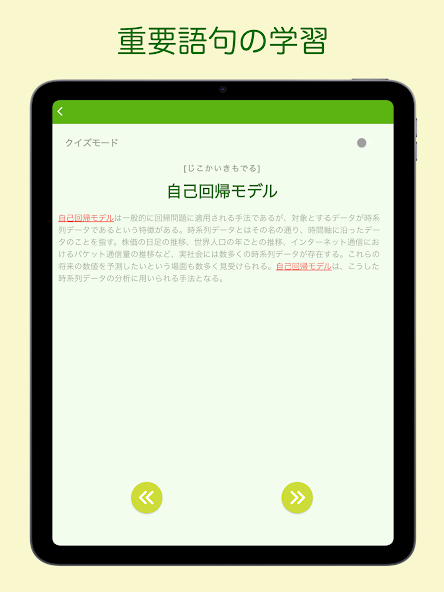 重要語句の学習
クイズモード
[じこかいきもでる]
自己回帰モデル
自己回帰モデルは一般的に回帰問題に適用される手法であるが、対象とするデータが時系
列データであるという特徴がある。時系列データとはその名の通り、時間軸に沿ったデー
タのことを指す。株価の日足の推移、世界人口の年ごとの推移、インターネット通信にお
けるパケット通信量の推移など、実社会には数多くの時系列データが存在する。これらの
将来の数値を予測したいという場面も数多く見受けられる。自己回帰モデルは、こうした
時系列データの分析に用いられる手法となる。